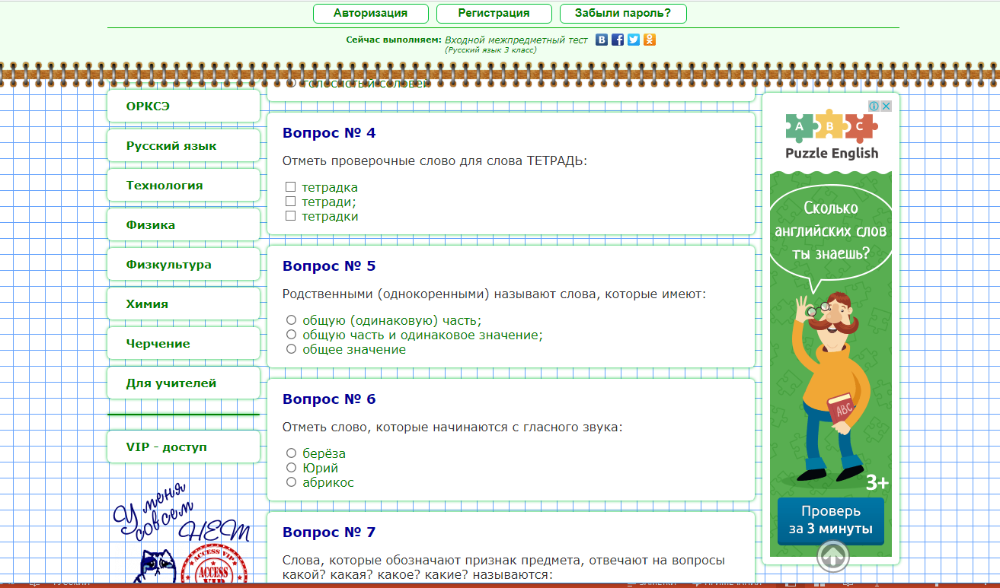 Авторизация
Регистрация
Забыли пароль?
Сейчас выполняем: Входной межпредметный тест
(Русский язык 3 класс)
голосистый соловей
ОРКСЭ
Русский язык
Технология
Физика
Физкультура
Химия
Черчение
Для учителей
VIP - доступ
У меня
совсем
НЕТ
ACCESS VIP
ACCESS
VIP
Вопрос № 4
Отметь проверочные слово для слова ТЕТРАДЬ:
тетрадка
тетради;
тетрадки
Вопрос № 5
Родственными (однокоренными) называют слова, которые имеют:
общую (одинаковую) часть;
общую часть и одинаковое значение;
общее значение
Вопрос № 6
Отметь слово, которые начинаются с гласного звука:
берёза
Юрий
абрикос
Вопрос № 7
Слова, которые обозначают признак предмета, отвечают на вопросы
какой? какая? какое? какие? называются:
A B C
Puzzle English
Сколько
английских слов
ты знаешь?
ABC
3+
Проверь
за 3 минуты